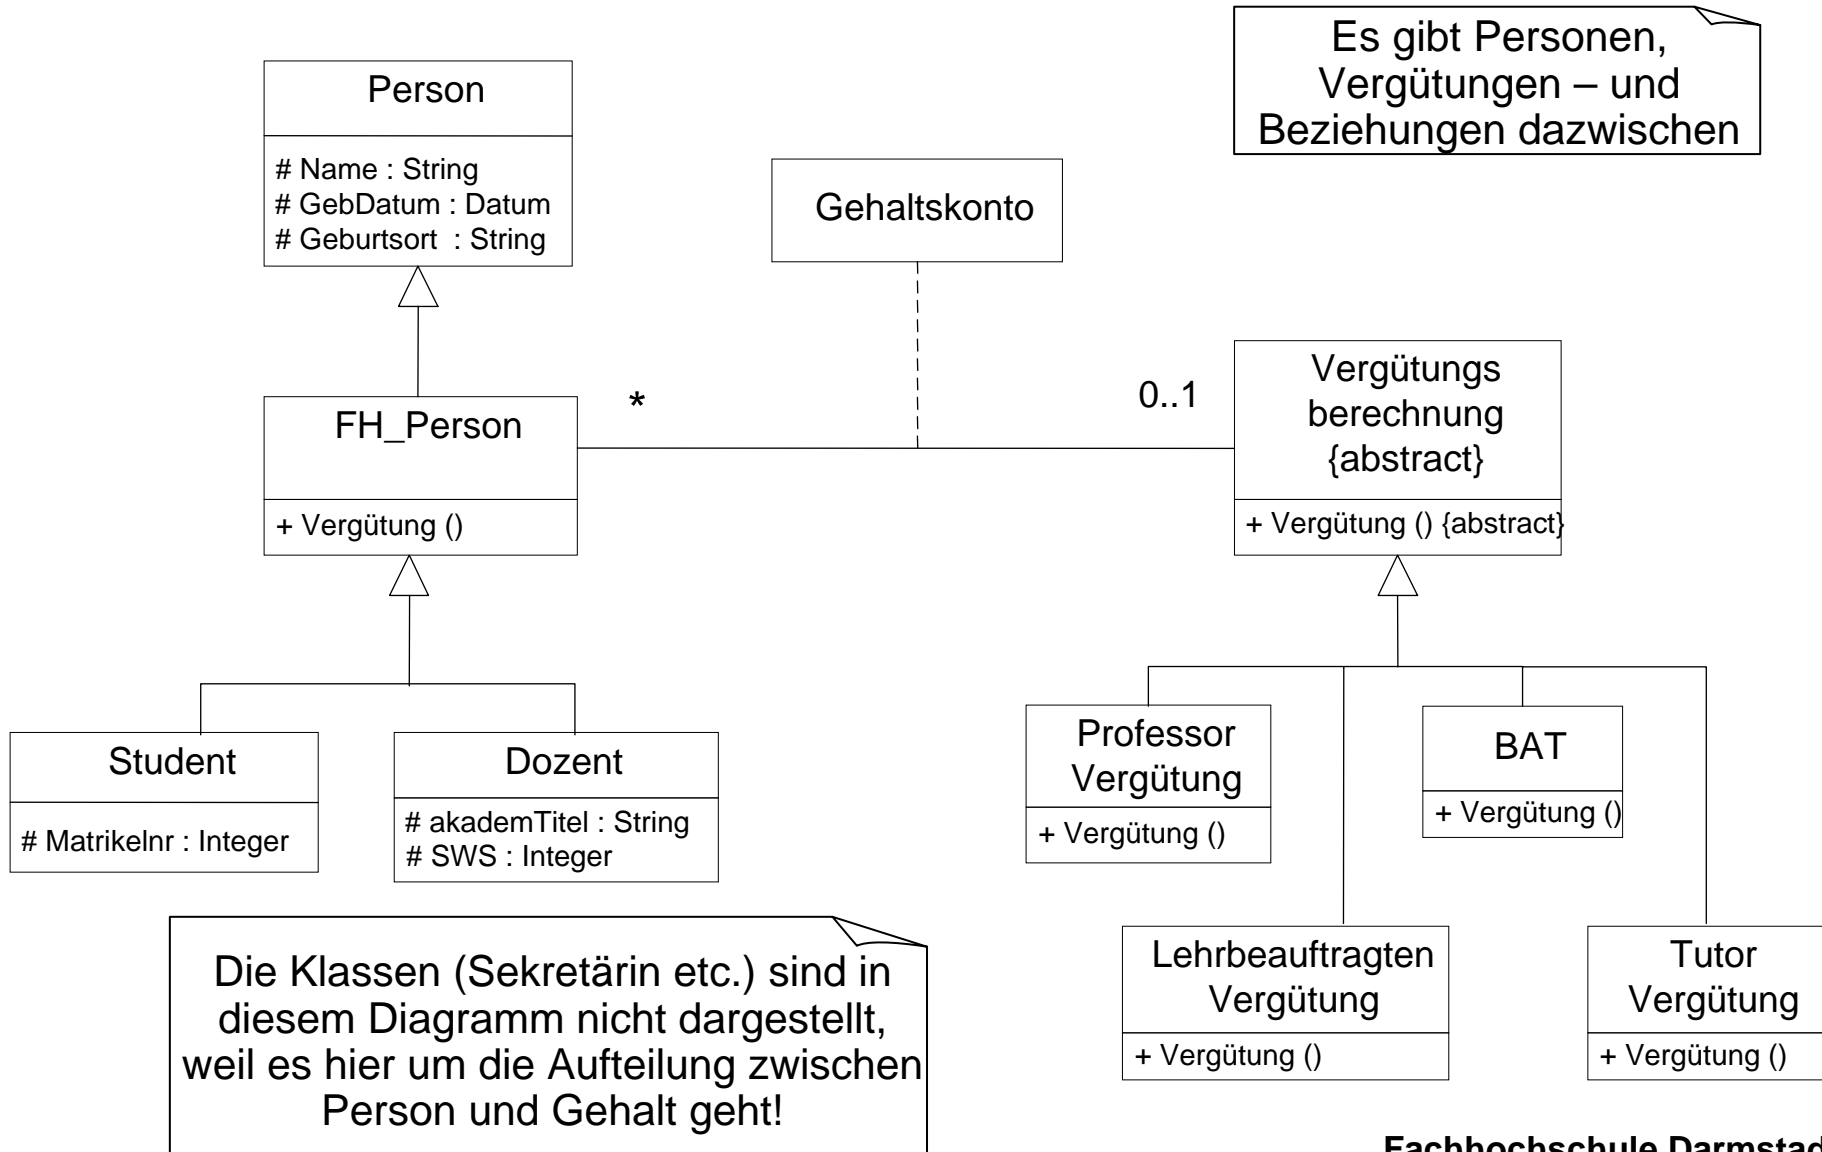 Es gibt Personen,
Vergütungen – und
Beziehungen dazwischen
Person
# Name : String
# GebDatum : Datum
# Geburtsort : String
Gehaltskonto
FH_Person
+ Vergütung ()
*
0..1
Vergütungs
berechnung
{abstract}
+ Vergütung () {abstract}
Student
# Matrikelnr : Integer
Dozent
# akademTitel : String
# SWS : Integer
Professor
Vergütung
+ Vergütung ()
BAT
+ Vergütung ()
Lehrbeauftragten
Vergütung
+ Vergütung ()
Tutor
Vergütung
+ Vergütung ()
Die Klassen (Sekretärin etc.) sind in
diesem Diagramm nicht dargestellt,
weil es hier um die Aufteilung zwischen
Person und Gehalt geht!
Fachhochschule Darmstad